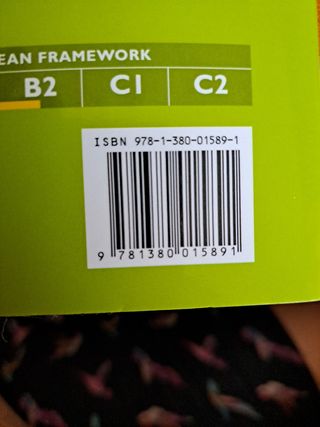 EAN FRAMEWORK
B2 C1 C2
ISBN 978-1-380-01589-1
9 781380 015891